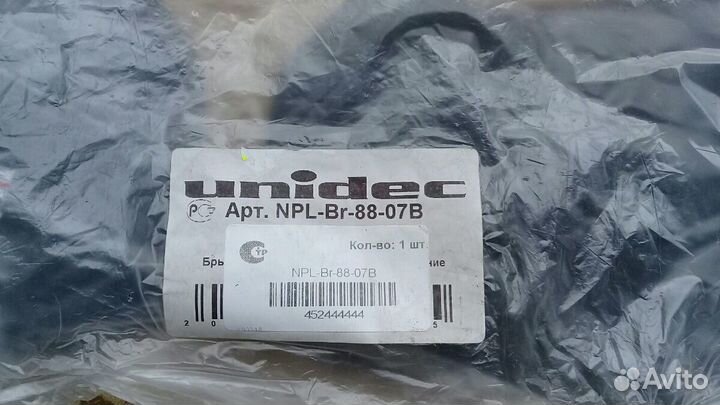 unidec
Арт. NPL-Br-88-07B
Кол-во: 1 шт
NPL-Br-88-07B
452444444
Avito